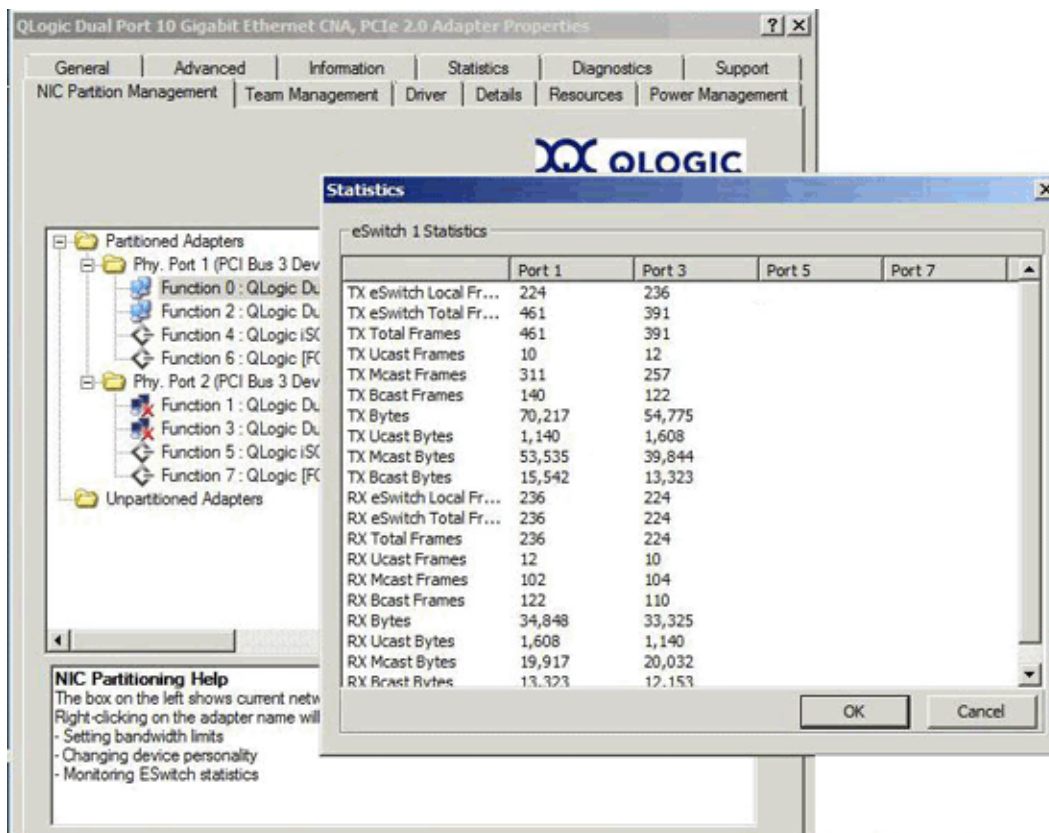 QLogic Dual Port 10 Gigabit Ethernet CNA, PCIe 2.0 Adapter Properties
General Advanced Information Statistics Diagnostics Support
NIC Partition Management Team Management Driver Details Resources Power Management
QLOGIC
Statistics
eSwitch 1 Statistics
Port 1 Port 3 Port 5 Port 7
TX eSwitch Local Fr... 224 236
TX eSwitch Total Fr... 461 391
TX Total Frames 461 391
TX Ucast Frames 10 12
TX Mcast Frames 311 257
TX Bcast Frames 140 122
TX Bytes 70,217 54,775
TX Ucast Bytes 1,140 1,608
TX Mcast Bytes 53,535 39,844
TX Bcast Bytes 15,542 13,323
RX eSwitch Local Fr... 236 224
RX eSwitch Total Fr... 236 224
RX Total Frames 236 224
RX Ucast Frames 12 10
RX Mcast Frames 102 104
RX Bcast Frames 122 110
RX Bytes 34,848 33,325
RX Ucast Bytes 1,608 1,140
RX Mcast Bytes 19,917 20,032
RX Bcast Bytes 13,323 12,153
OK Cancel
Partitioned Adapters
Phy. Port 1 (PCI Bus 3 Dev
Function 0 : QLogic Du
Function 2 : QLogic Du
Function 4 : QLogic iSC
Function 6 : QLogic [FC
Phy. Port 2 (PCI Bus 3 Dev
Function 1 : QLogic Du
Function 3 : QLogic Du
Function 5 : QLogic iSC
Function 7 : QLogic [FC
Unpartitioned Adapters
NIC Partitioning Help
The box on the left shows current netw
Right-clicking on the adapter name will
- Setting bandwidth limits
- Changing device personality
- Monitoring ESwitch statistics